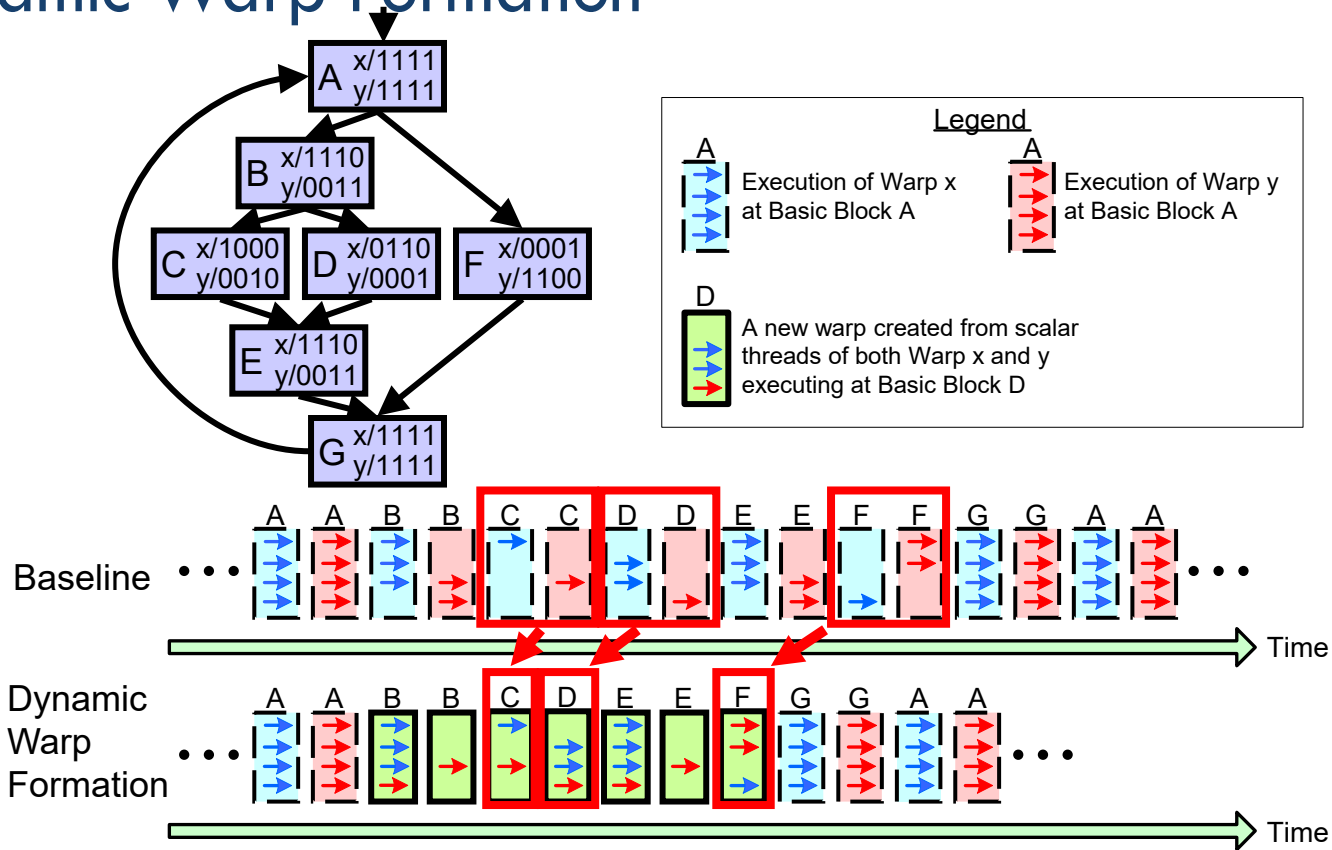 Warp Formation
A x/1111
y/1111
B x/1110
y/0011
C x/1000
y/0010
D x/0110
y/0001
F x/0001
y/1100
E x/1110
y/0011
G x/1111
y/1111
Legend
A
Execution of Warp x
at Basic Block A
A
Execution of Warp y
at Basic Block A
D
A new warp created from scalar
threads of both Warp x and y
executing at Basic Block D
A A B B C C D D E E F F G G A A
Baseline
Time
Dynamic
Warp
Formation
A A B B C D E E F G G A A
Time